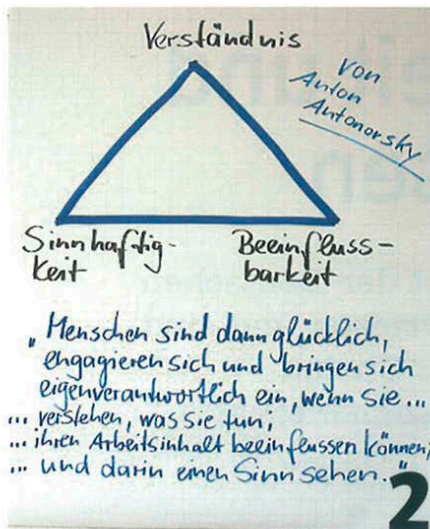 Verständnis
von
Anton
Antonorsky
Sinnhaftig-
keit
Beeinfluss-
barkeit
„Menschen sind dann glücklich,
engagieren sich und bringen sich
eigenverantwortlich ein, wenn sie...
... verstehen, was sie tun;
... ihren Arbeitsinhalt beeinflussen können;
... und darin einen Sinn sehen."
2